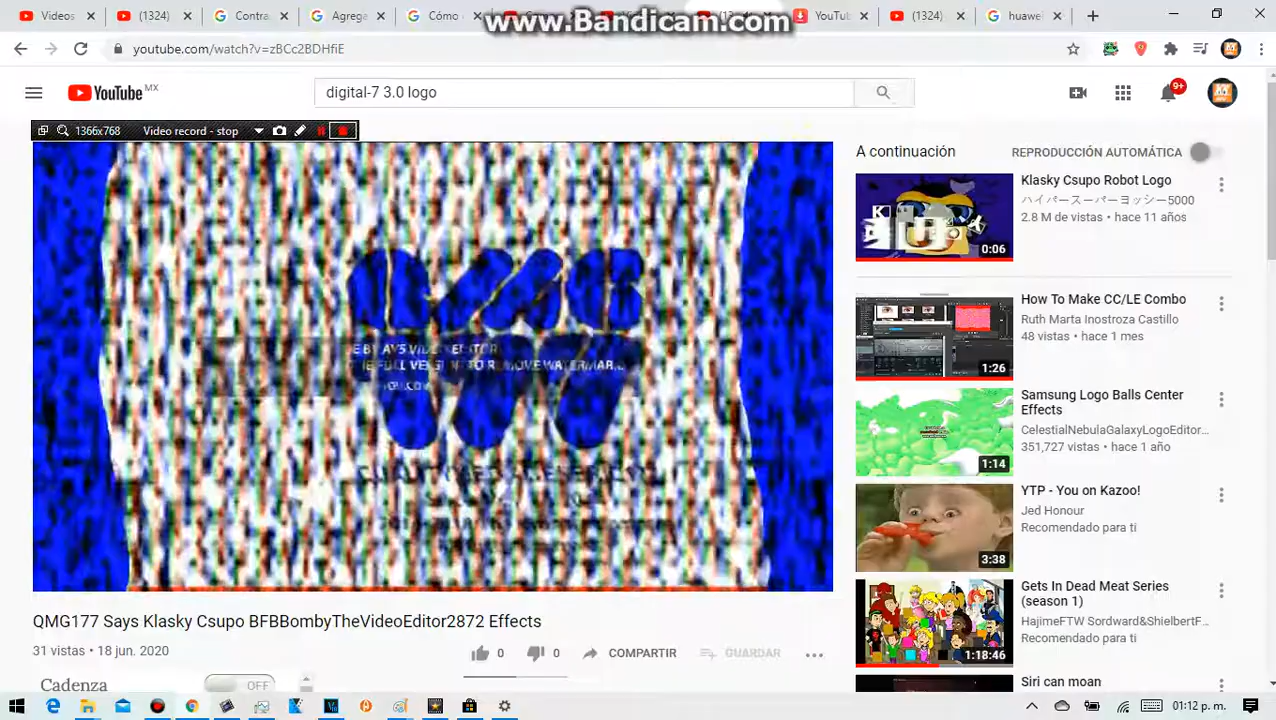 www.Bandicam.com
Videos
(1324)
Contra
Agrega
Cómo
YouTu
(1324)
huawe
youtube.com/watch?v=zBCc2BDHfiE
YouTube MX
digital-7 3.0 logo
9+
1366x768 Video record - stop
A continuación
REPRODUCCIÓN AUTOMÁTICA
Klasky Csupo Robot Logo
ハイパースーパーヨッシー5000
2.8 M de vistas • hace 11 años
0:06
How To Make CC/LE Combo
Edith Marta Inostroza Castillo
48 vistas • hace 1 mes
1:26
Samsung Logo Balls Center
Effects
CelestialNebulaGalaxyLogoEditor...
351,727 vistas • hace 1 año
1:14
YTP - You on Kazoo!
Jed Honour
Recomendado para ti
3:38
Gets In Dead Meat Series
(season 1)
HajimeFTW Sordward&ShielbertF...
Recomendado para ti
1:18:46
Siri can moan
QMG177 Says Klasky Csupo BFBBombyTheVideoEditor2872 Effects
31 vistas • 18 jun. 2020
0
0
COMPARTIR
GUARDAR
Cadenza
OFF
01:12 p. m.